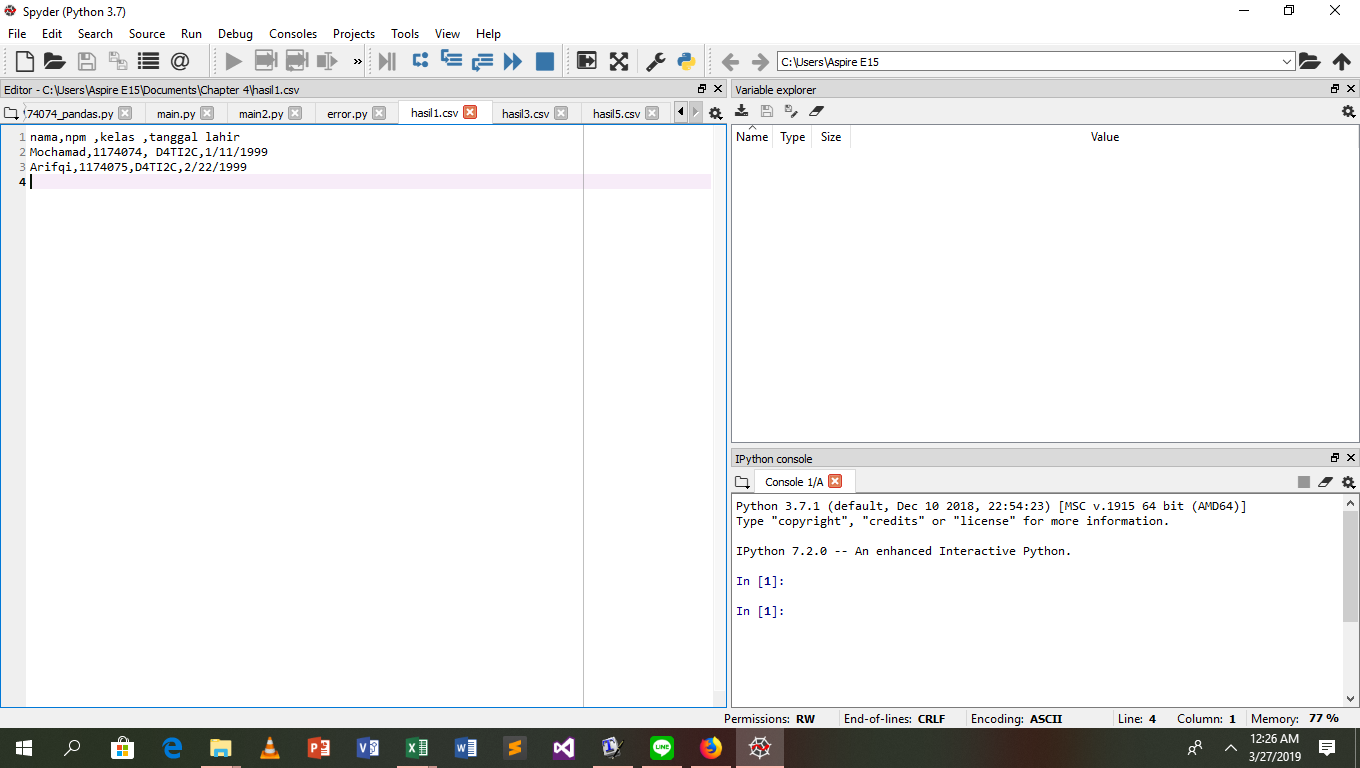 Spyder (Python 3.7)
File Edit Search Source Run Debug Consoles Projects Tools View Help
C:\Users\Aspire E15
Editor - C:\Users\Aspire E15\Documents\Chapter 4\hasil1.csv
74074_pandas.py main.py main2.py error.py hasil1.csv hasil3.csv hasil5.csv
1 nama,npm ,kelas ,tanggal lahir
2 Mochamad,1174074, D4TI2C,1/11/1999
3 Arifqi,1174075,D4TI2C,2/22/1999
4
Variable explorer
Name Type Size Value
IPython console
Console 1/A
Python 3.7.1 (default, Dec 10 2018, 22:54:23) [MSC v.1915 64 bit (AMD64)]
Type "copyright", "credits" or "license" for more information.
IPython 7.2.0 -- An enhanced Interactive Python.
In [1]:
In [1]:
Permissions: RW End-of-lines: CRLF Encoding: ASCII Line: 4 Column: 1 Memory: 77 %
LINE
12:26 AM
3/27/2019